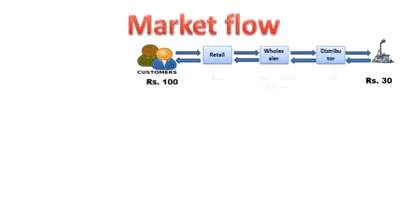 Market flow
Retail
Wholes
aler
Distribu
tor
CUSTOMERS
Rs. 100
Rs. 30